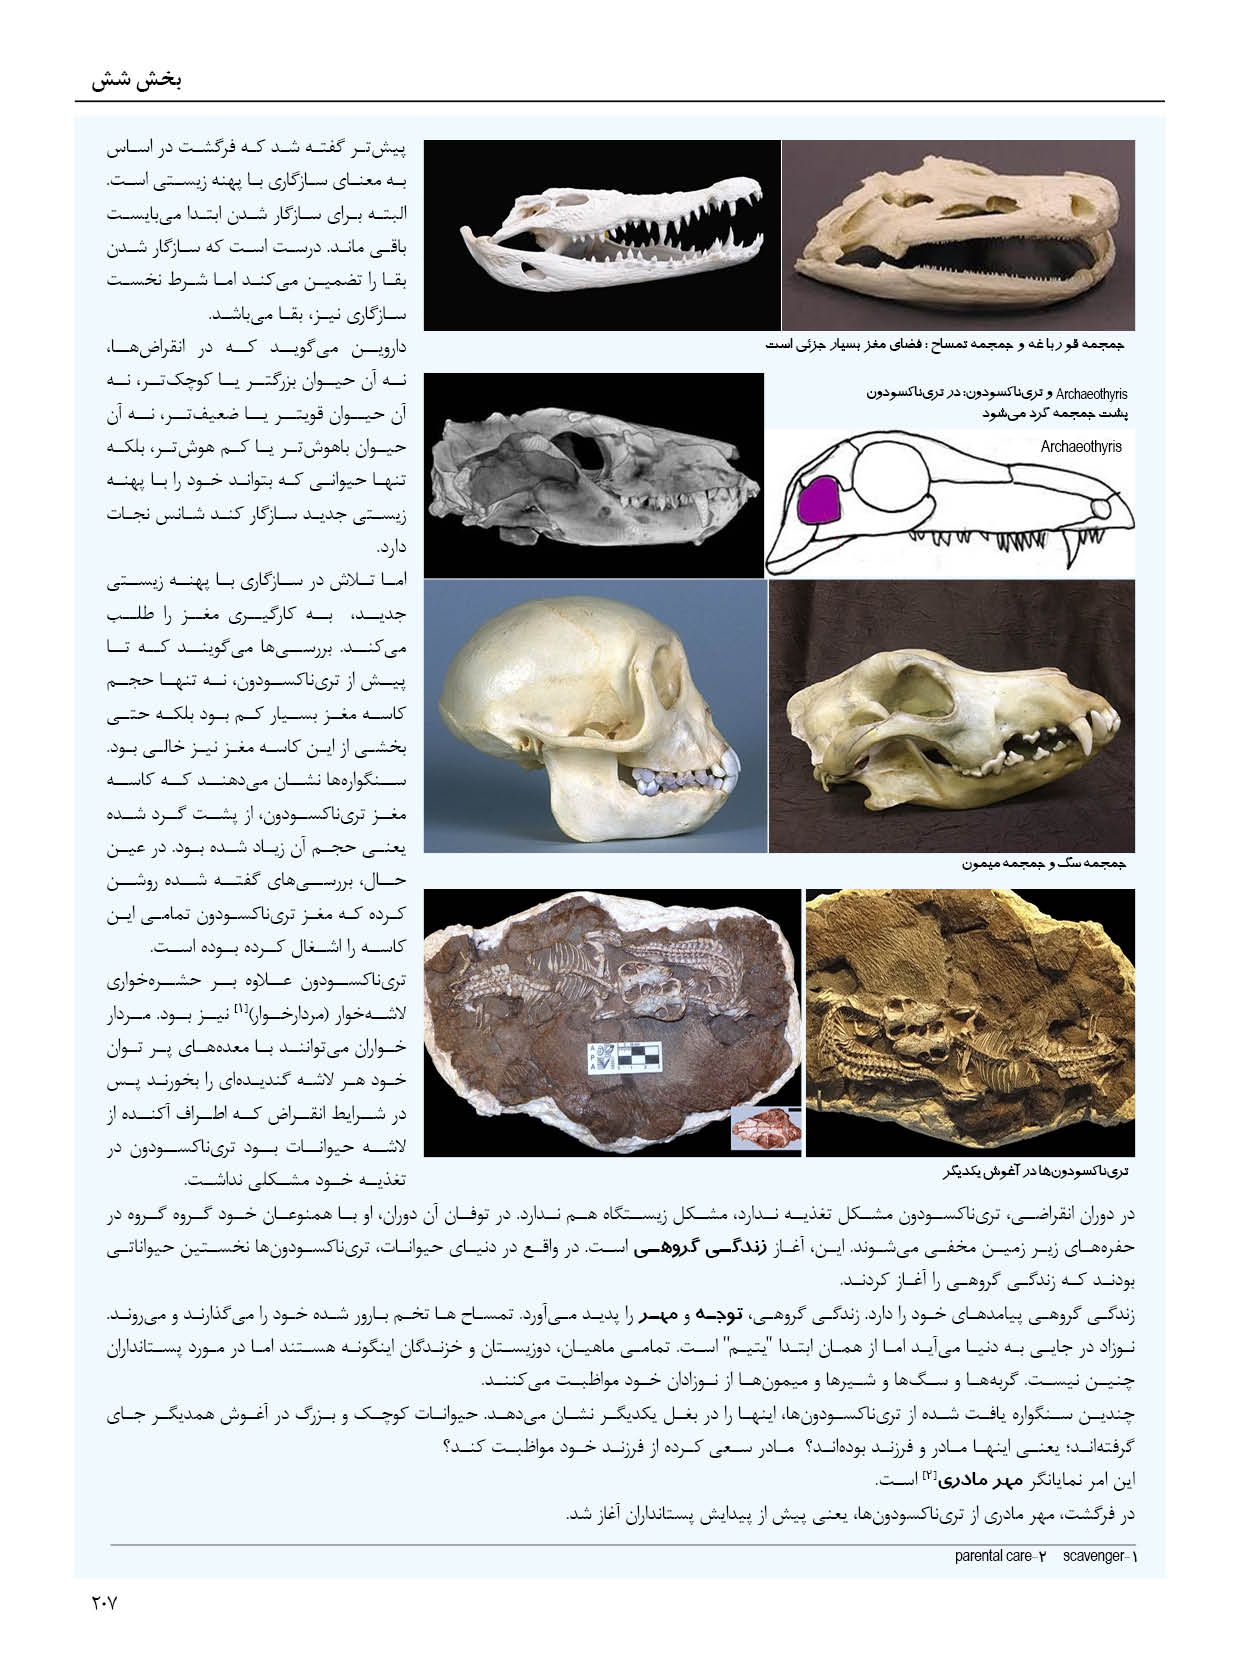 بخش شش
پیش‌تر گفته شد که فرگشت در اساس
به معنای سازگاری با پهنه زیستی است.
البته برای سازگار شدن ابتدا می‌بایست
باقی ماند. درست است که سازگار شدن
بقا را تضمین می‌کند اما شرط نخست
سازگاری نیز، بقا می‌باشد.
داروین می‌گوید که در انقراض‌ها،
نه آن حیوان بزرگتر یا کوچک‌تر، نه
آن حیوان قویتر یا ضعیف‌تر، نه آن
حیوان باهوش‌تر یا کم هوش‌تر، بلکه
تنها حیوانی که بتواند خود را با پهنه
زیستی جدید سازگار کند شانس نجات
دارد.
اما تلاش در سازگاری با پهنه زیستی
جدید، به کارگیری مغز را طلب
می‌کند. بررسی‌ها می‌گویند که تا
پیش از تری‌ناکسودون، نه تنها حجم
کاسه مغز بسیار کم بود بلکه حتی
بخشی از این کاسه مغز نیز خالی بود.
سنگواره‌ها نشان می‌دهند که کاسه
مغز تری‌ناکسودون، از پشت گرد شده
یعنی حجم آن زیاد شده بود. در عین
حال، بررسی‌های گفته شده روشن
کرده که مغز تری‌ناکسودون تمامی این
کاسه را اشغال کرده بوده است.
تری‌ناکسودون علاوه بر حشره‌خواری
لاشه‌خوار (مردارخوار)[۱] نیز بود. مردار
خواران می‌توانند با معده‌های پر توان
خود هر لاشه گندیده‌ای را بخورند پس
در شرایط انقراض که اطراف آکنده از
لاشه حیوانات بود تری‌ناکسودون در
تغذیه خود مشکلی نداشت.
جمجمه قورباغه و جمجمه تمساح : فضای مغز بسیار جزئی است
Archaeothyris و تری‌ناکسودون: در تری‌ناکسودون
پشت جمجمه گرد می‌شود
Archaeothyris
جمجمه سگ و جمجمه میمون
تری‌ناکسودون‌ها در آغوش یکدیگر
در دوران انقراضی، تری‌ناکسودون مشکل تغذیه ندارد، مشکل زیستگاه هم ندارد. در توفان آن دوران، او با همنوعان خود گروه گروه در
حفره‌های زیر زمین مخفی می‌شوند. این، آغاز زندگی گروهی است. در واقع در دنیای حیوانات، تری‌ناکسودون‌ها نخستین حیواناتی
بودند که زندگی گروهی را آغاز کردند.
زندگی گروهی پیامدهای خود را دارد. زندگی گروهی، توجه و مهر را پدید می‌آورد. تمساح ها تخم بارور شده خود را می‌گذارند و می‌روند.
نوزاد در جایی به دنیا می‌آید اما از همان ابتدا "یتیم" است. تمامی ماهیان، دوزیستان و خزندگان اینگونه هستند اما در مورد پستانداران
چنین نیست. گربه‌ها و سگ‌ها و شیرها و میمون‌ها از نوزادان خود مواظبت می‌کنند.
چندین سنگواره یافت شده از تری‌ناکسودون‌ها، اینها را در بغل یکدیگر نشان می‌دهد. حیوانات کوچک و بزرگ در آغوش همدیگر جای
گرفته‌اند؛ یعنی اینها مادر و فرزند بوده‌اند؟ مادر سعی کرده از فرزند خود مواظبت کند؟
این امر نمایانگر مهر مادری[۲] است.
در فرگشت، مهر مادری از تری‌ناکسودون‌ها، یعنی پیش از پیدایش پستانداران آغاز شد.
۱-scavenger ۲-parental care
۲۰۷